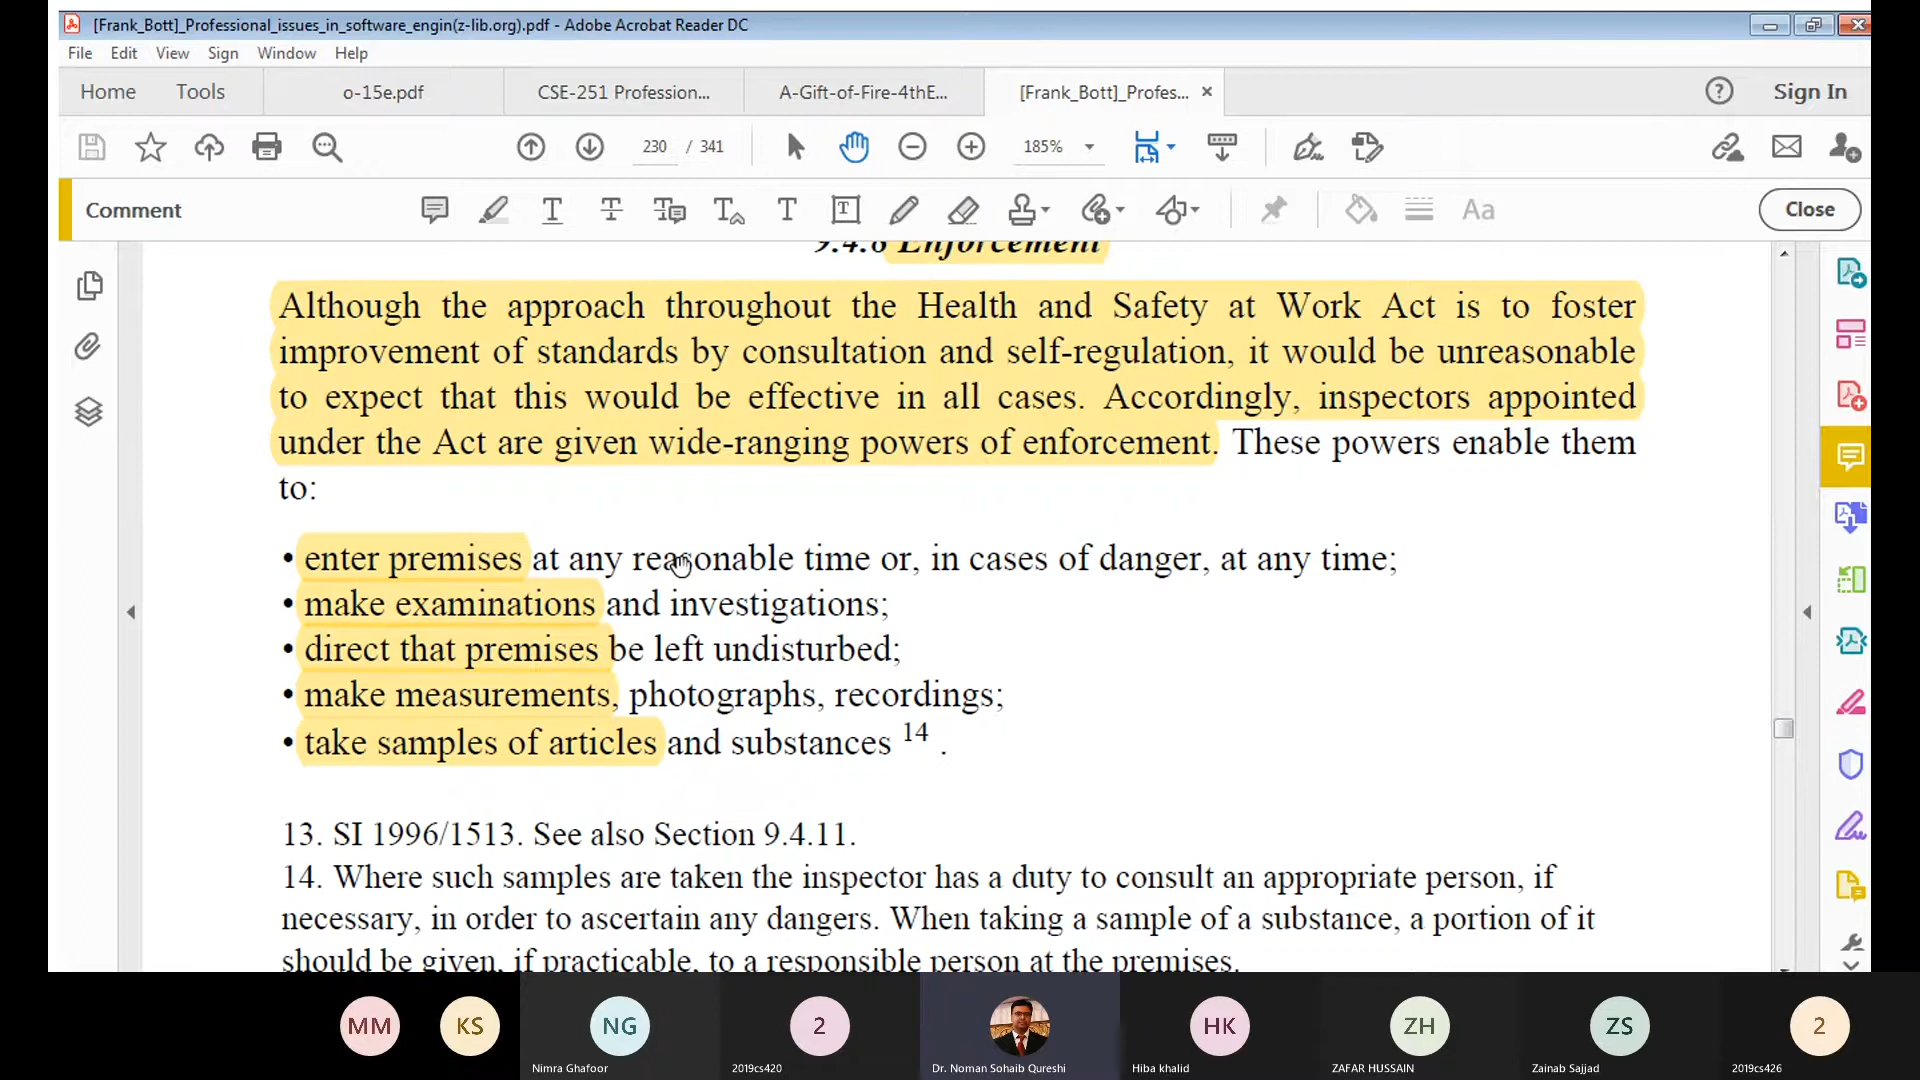 [Frank_Bott]_Professional_issues_in_software_engin(z-lib.org).pdf - Adobe Acrobat Reader DC
File Edit View Sign Window Help
Home Tools o-15e.pdf CSE-251 Profession... A-Gift-of-Fire-4thE... [Frank_Bott]_Profes... × Sign In
230 / 341 185%
Comment Aa Close
9.4.8 Enforcement
Although the approach throughout the Health and Safety at Work Act is to foster
improvement of standards by consultation and self-regulation, it would be unreasonable
to expect that this would be effective in all cases. Accordingly, inspectors appointed
under the Act are given wide-ranging powers of enforcement. These powers enable them
to:
• enter premises at any reasonable time or, in cases of danger, at any time;
• make examinations and investigations;
• direct that premises be left undisturbed;
• make measurements, photographs, recordings;
• take samples of articles and substances 14 .
13. SI 1996/1513. See also Section 9.4.11.
14. Where such samples are taken the inspector has a duty to consult an appropriate person, if
necessary, in order to ascertain any dangers. When taking a sample of a substance, a portion of it
should be given, if practicable, to a responsible person at the premises.
MM KS NG 2 HK ZH ZS 2
Nimra Ghafoor 2019cs420 Dr. Noman Sohaib Qureshi Hiba khalid ZAFAR HUSSAIN Zainab Sajjad 2019cs426